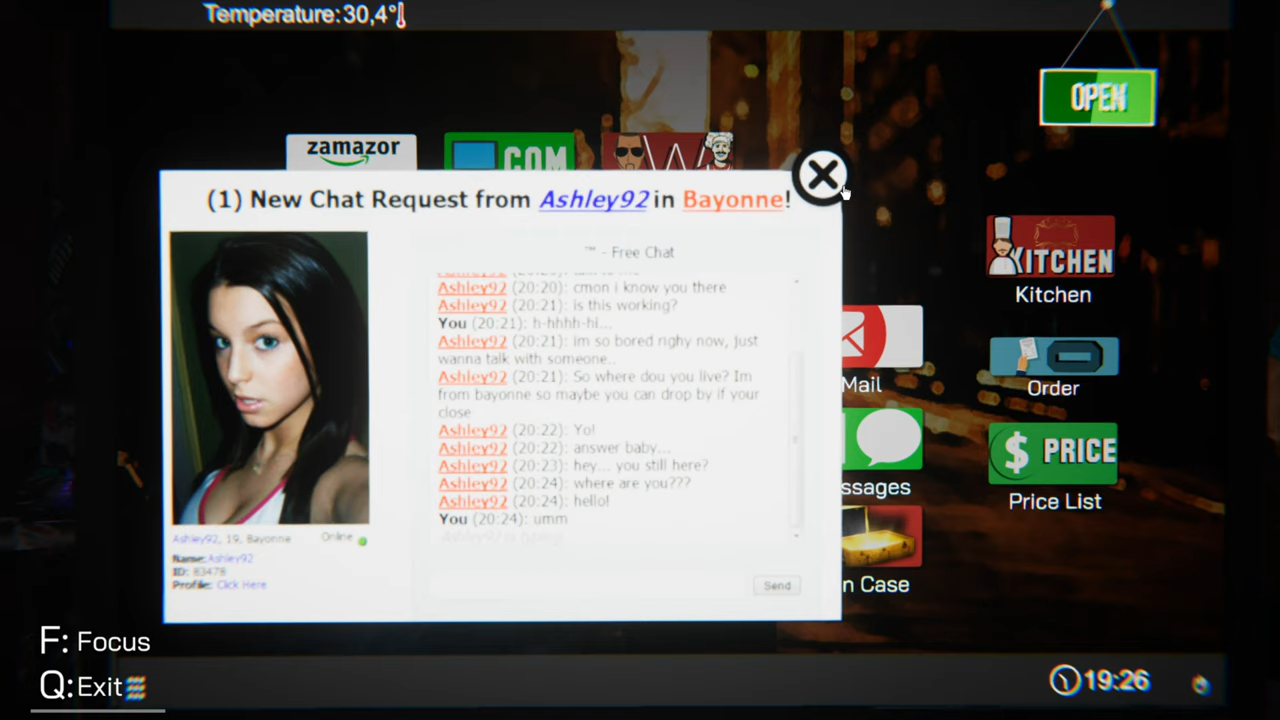 Temperature:30,4°
OPEN
zamazor
COM
(1) New Chat Request from Ashley92 in Bayonne!
™ - Free Chat
Ashley92 (20:20): cmon i know you there
Ashley92 (20:21): is this working?
You (20:21): h-hhhh-hi...
Ashley92 (20:21): im so bored righy now, just
wanna talk with someone..
Ashley92 (20:21): So where dou you live? Im
from bayonne so maybe you can drop by if your
close
Ashley92 (20:22): Yo!
Ashley92 (20:22): answer baby...
Ashley92 (20:23): hey... you still here?
Ashley92 (20:24): where are you???
Ashley92 (20:24): hello!
You (20:24): umm
Ashley92 is typing
Send
Ashley92, 19, Bayonne
Online
Name: Ashley92
ID: 83478
Profile: Click Here
KITCHEN
Kitchen
Mail
Order
ssages
$ PRICE
Price List
n Case
F: Focus
Q: Exit
19:26